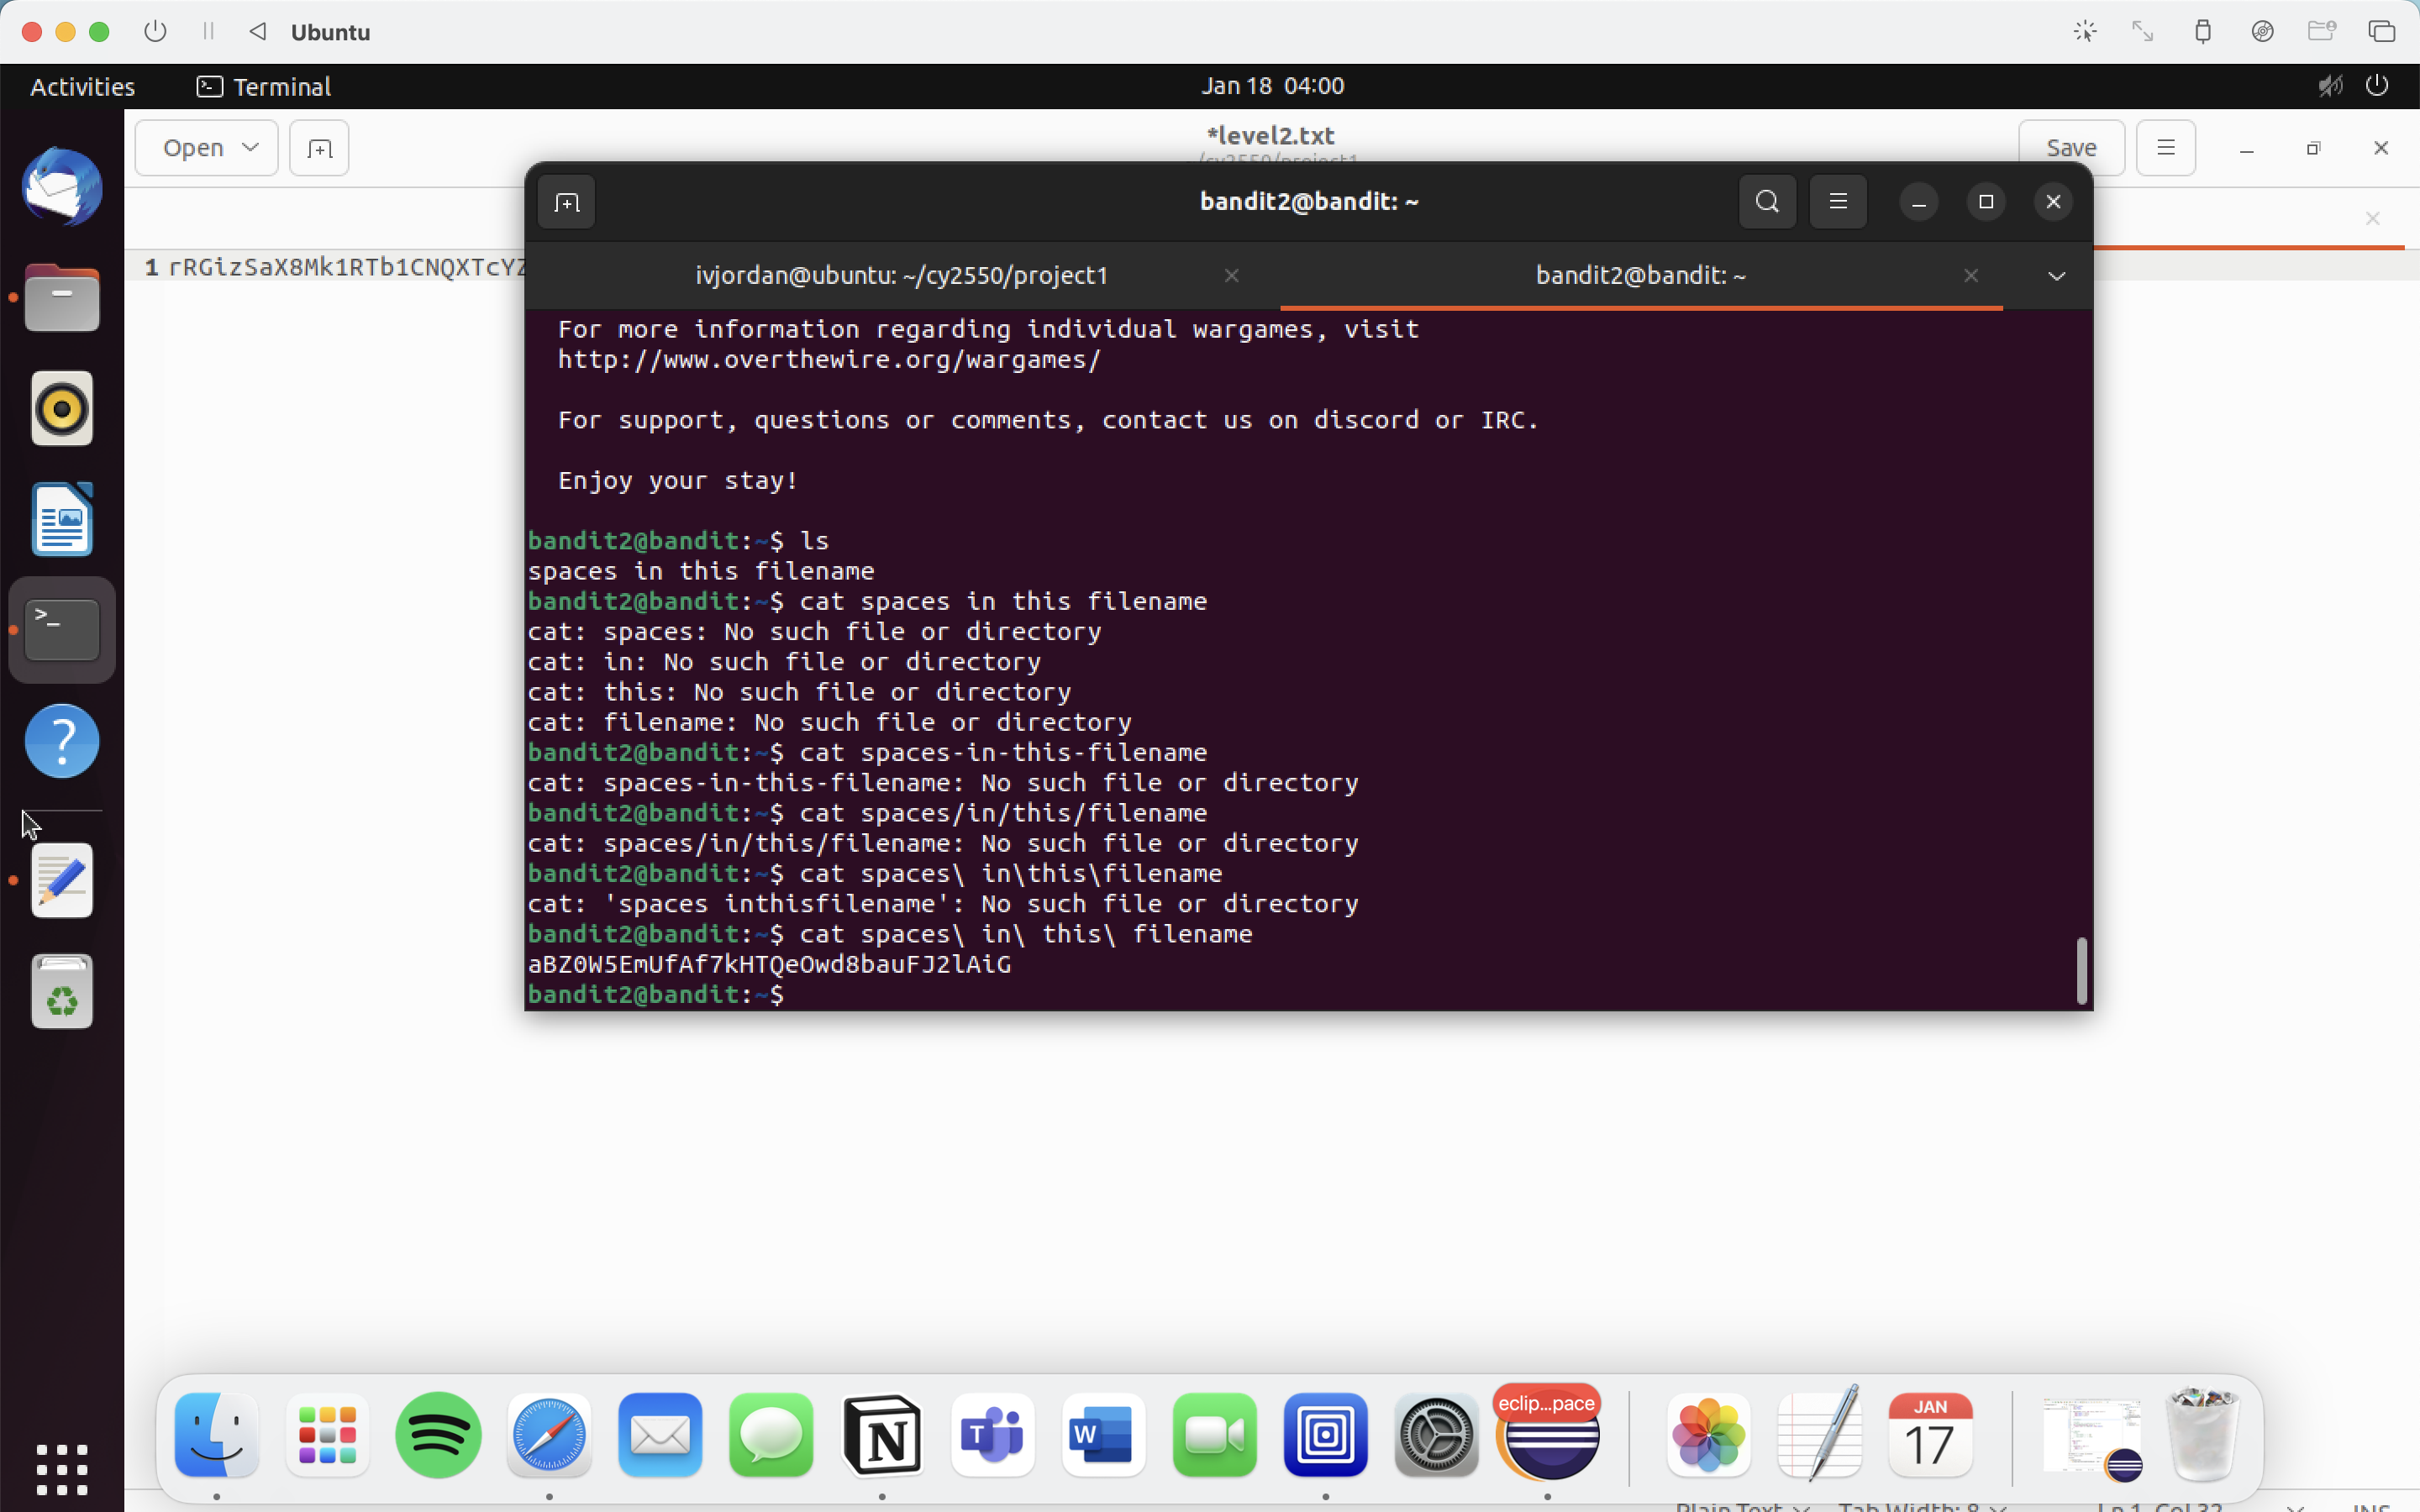 Ubuntu
Activities
Terminal
Jan 18 04:00
Open
*level2.txt
Save
1 rRGizSaX8Mk1RTb1CNQXTcYZ
bandit2@bandit: ~
ivjordan@ubuntu: ~/cy2550/project1
bandit2@bandit: ~
For more information regarding individual wargames, visit
http://www.overthewire.org/wargames/
For support, questions or comments, contact us on discord or IRC.
Enjoy your stay!
bandit2@bandit:~$ ls
spaces in this filename
bandit2@bandit:~$ cat spaces in this filename
cat: spaces: No such file or directory
cat: in: No such file or directory
cat: this: No such file or directory
cat: filename: No such file or directory
bandit2@bandit:~$ cat spaces-in-this-filename
cat: spaces-in-this-filename: No such file or directory
bandit2@bandit:~$ cat spaces/in/this/filename
cat: spaces/in/this/filename: No such file or directory
bandit2@bandit:~$ cat spaces\ in\this\filename
cat: 'spaces inthisfilename': No such file or directory
bandit2@bandit:~$ cat spaces\ in\ this\ filename
aBZ0W5EmUfAf7kHTQeOwd8bauFJ2lAiG
bandit2@bandit:~$
eclip...pace
JAN
17
Plain Text
Tab Width: 8
Ln 1, Col 32
INS